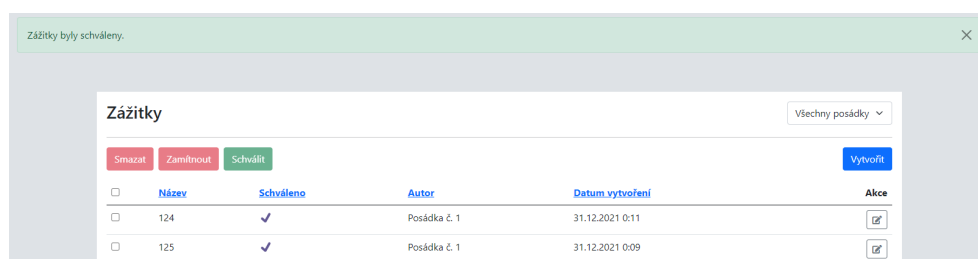 Zážitky byly schváleny.
Zážitky
Všechny posádky
Smazat Zamítnout Schválit Vytvořit
Název Schváleno Autor Datum vytvoření Akce
124 Posádka č. 1 31.12.2021 0:11
125 Posádka č. 1 31.12.2021 0:09